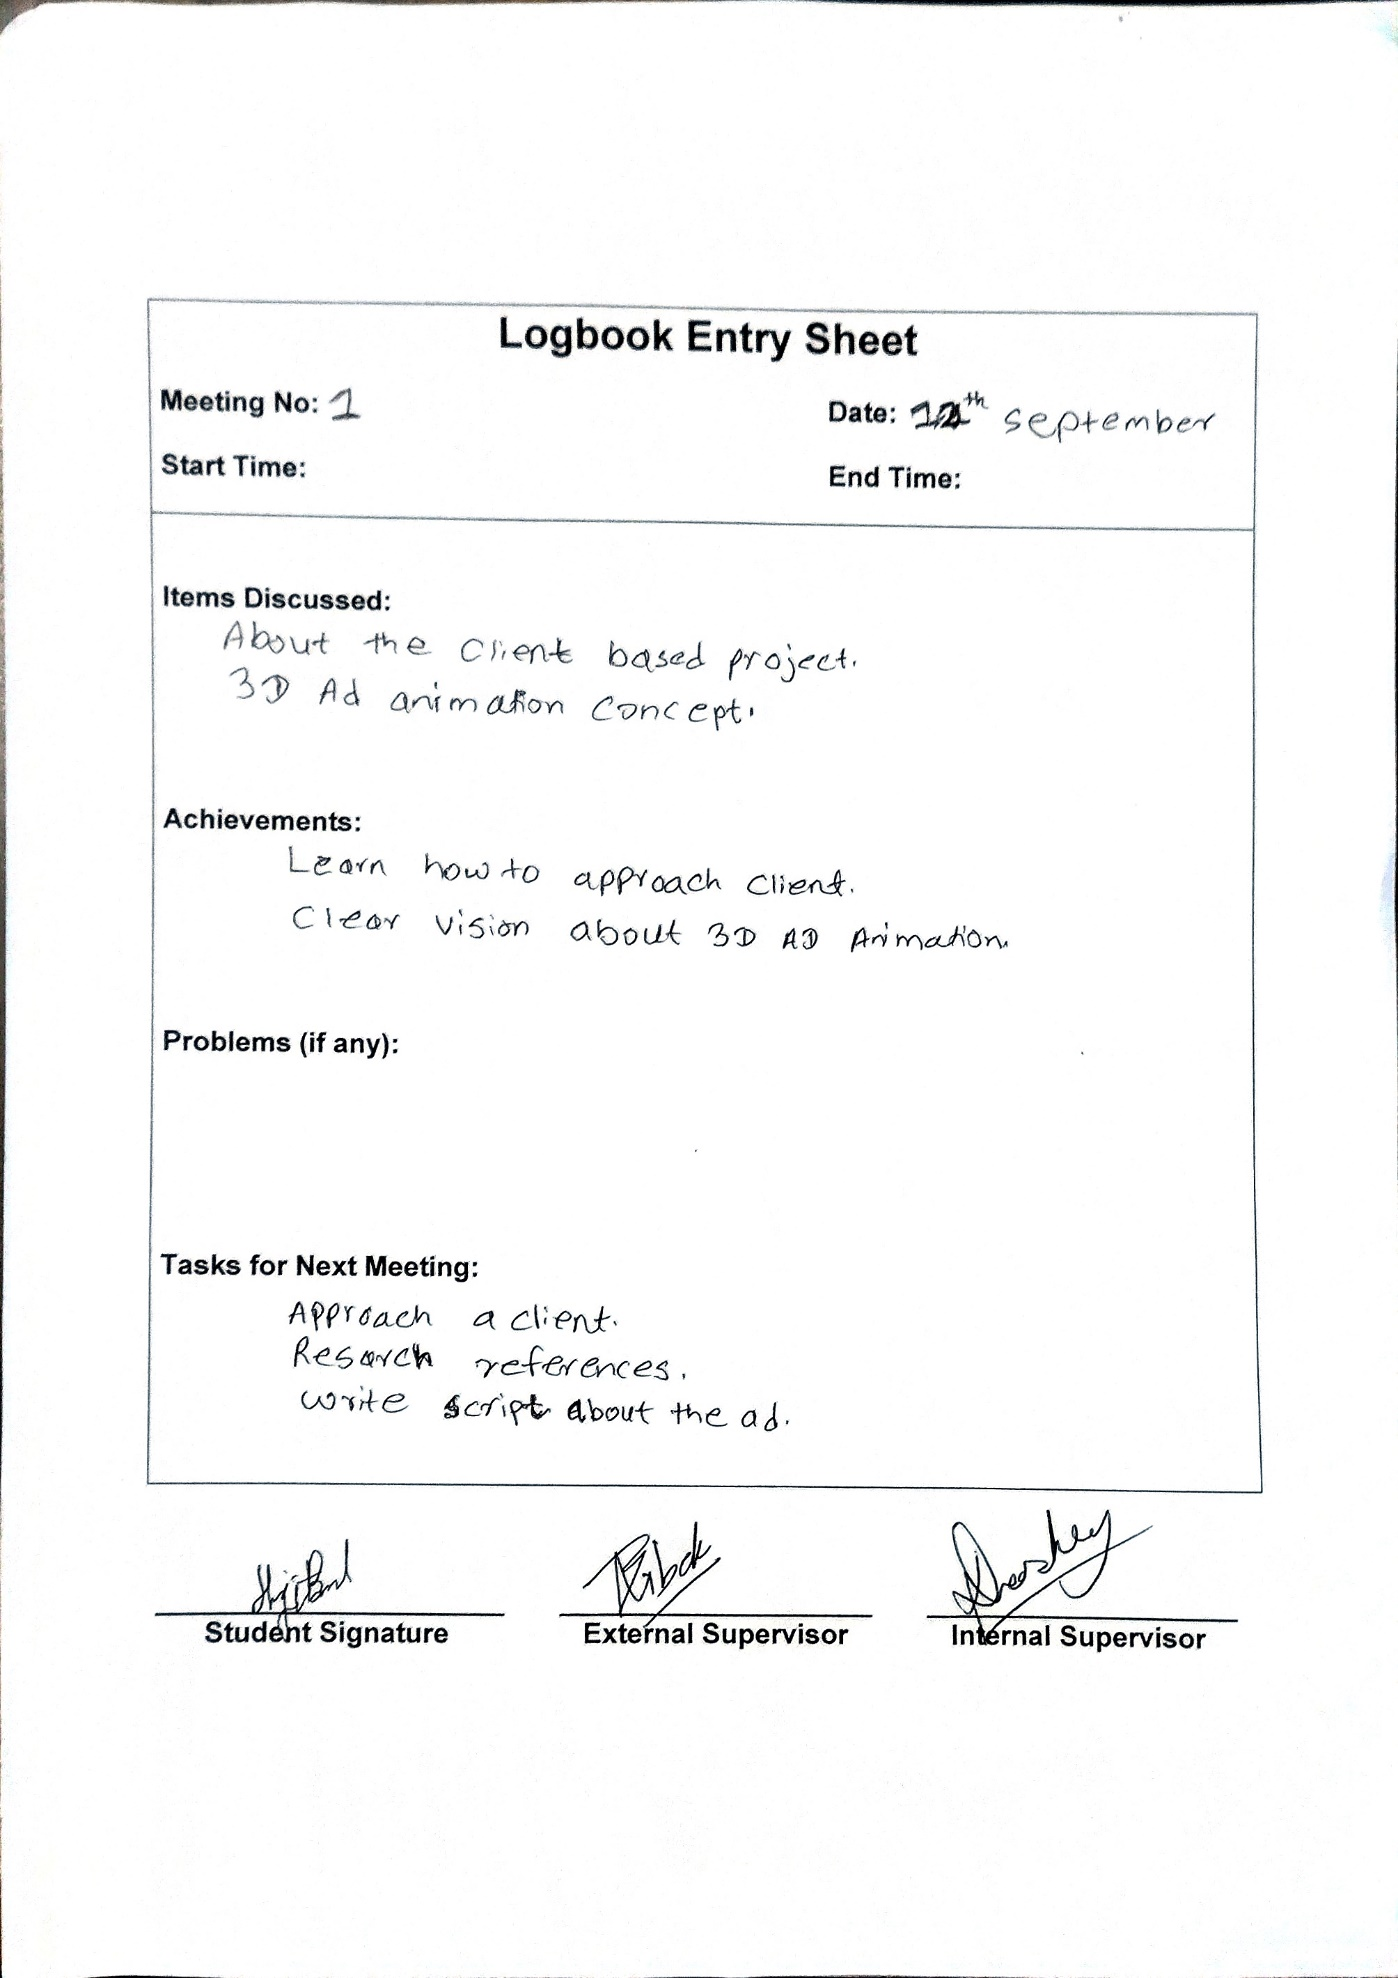 Logbook Entry Sheet
Meeting No: 1
Date: th september
Start Time:
End Time:
Items Discussed:
About the client based project.
3D Ad animation concept.
Achievements:
Learn how to approach client.
Clear vision about 3D AD Animation.
Problems (if any):
Tasks for Next Meeting:
Approach a client.
Resarch references.
write script about the ad.
Student Signature
External Supervisor
Internal Supervisor